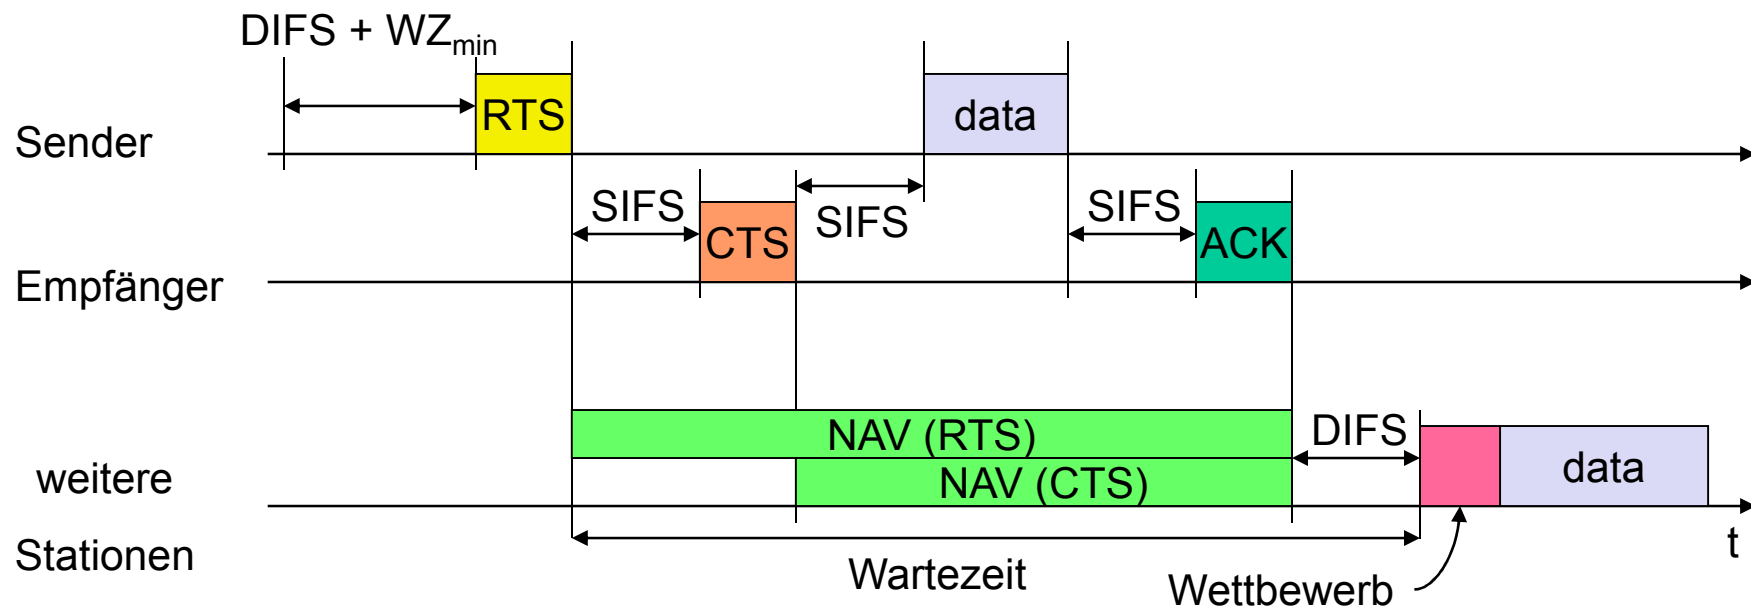 DIFS + WZmin
RTS
data
Sender
SIFS
CTS
SIFS
SIFS
ACK
Empfänger
NAV (RTS)
DIFS
NAV (CTS)
data
weitere
Stationen
t
Wartezeit
Wettbewerb